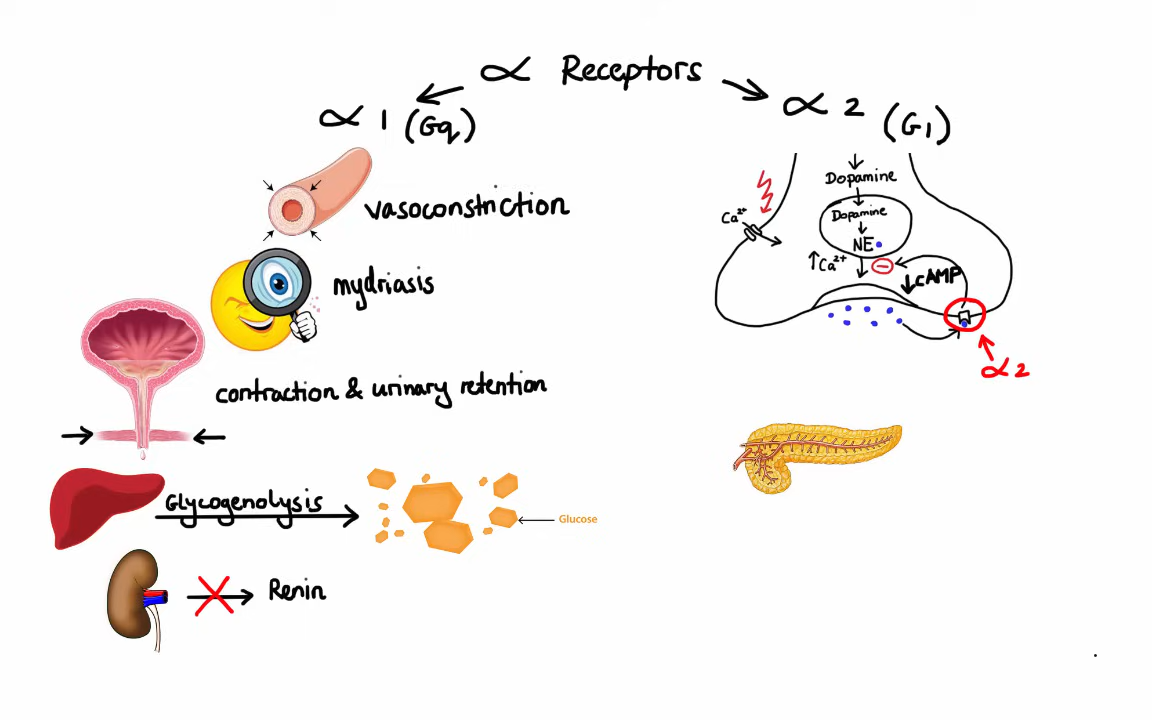 ∝ Receptors
∝ 1 (Gq)
∝ 2 (G1)
vasoconstriction
mydriasis
contraction & urinary retention
Glycogenolysis
Glucose
Renin
Dopamine
Dopamine
NE
Ca²⁺
↑Ca²⁺
−
↓cAMP
∝ 2